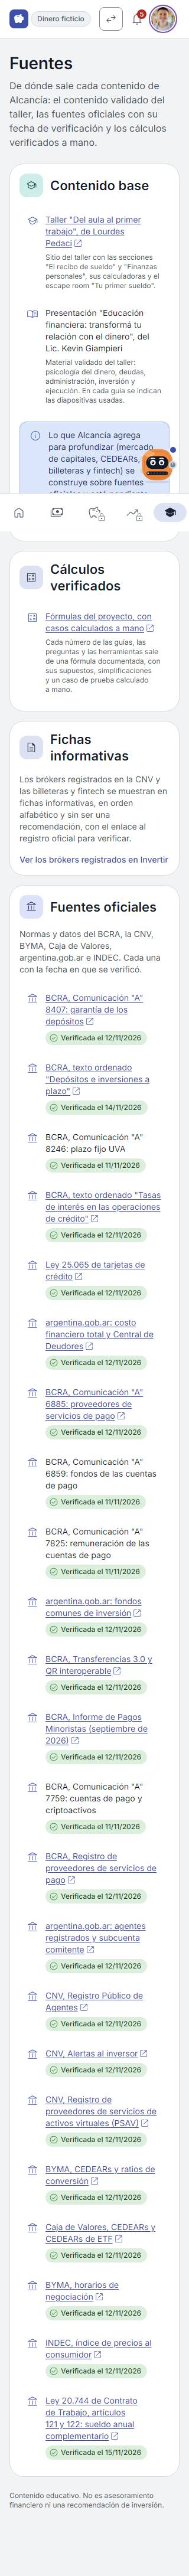 Dinero ficticio
5
Fuentes
De dónde sale cada contenido de
Alcancía: el contenido validado del
taller, las fuentes oficiales con su
fecha de verificación y los cálculos
verificados a mano.
Contenido base
Taller "Del aula al primer
trabajo", de Lourdes
Pedaci
Sitio del taller con las secciones
"El recibo de sueldo" y "Finanzas
personales", sus calculadoras y el
escape room "Tu primer sueldo".
Presentación "Educación
financiera: transformá tu
relación con el dinero", del
Lic. Kevin Giampieri
Material validado del taller:
psicología del dinero, deudas,
administración, inversión y
ejecución. En cada guía se indican
las diapositivas usadas.
Lo que Alcancía agrega
para profundizar (mercado
de capitales, CEDEARs,
billeteras y fintech) se
construye sobre fuentes
Cálculos
verificados
Fórmulas del proyecto, con
casos calculados a mano
Cada número de las guías, las
preguntas y las herramientas sale
de una fórmula documentada, con
sus supuestos, simplificaciones
y un caso de prueba calculado
a mano.
Fichas
informativas
Los brókers registrados en la CNV y
las billeteras y fintech se muestran en
fichas informativas, en orden
alfabético y sin ser una
recomendación, con el enlace al
registro oficial para verificar.
Ver los brókers registrados en Invertir
Fuentes oficiales
Normas y datos del BCRA, la CNV,
BYMA, Caja de Valores,
argentina.gob.ar e INDEC. Cada una
con la fecha en que se verificó.
BCRA, Comunicación "A"
8407: garantía de los
depósitos
Verificada el 12/11/2026
BCRA, texto ordenado
"Depósitos e inversiones a
plazo"
Verificada el 14/11/2026
BCRA, Comunicación "A"
8246: plazo fijo UVA
Verificada el 11/11/2026
BCRA, texto ordenado "Tasas
de interés en las operaciones
de crédito"
Verificada el 12/11/2026
Ley 25.065 de tarjetas de
crédito
Verificada el 12/11/2026
argentina.gob.ar: costo
financiero total y Central de
Deudores
Verificada el 12/11/2026
BCRA, Comunicación "A"
6885: proveedores de
servicios de pago
Verificada el 12/11/2026
BCRA, Comunicación "A"
6859: fondos de las cuentas
de pago
Verificada el 11/11/2026
BCRA, Comunicación "A"
7825: remuneración de las
cuentas de pago
Verificada el 11/11/2026
argentina.gob.ar: fondos
comunes de inversión
Verificada el 12/11/2026
BCRA, Transferencias 3.0 y
QR interoperable
Verificada el 12/11/2026
BCRA, Informe de Pagos
Minoristas (septiembre de
2026)
Verificada el 12/11/2026
BCRA, Comunicación "A"
7759: cuentas de pago y
criptoactivos
Verificada el 11/11/2026
BCRA, Registro de
proveedores de servicios de
pago
Verificada el 12/11/2026
argentina.gob.ar: agentes
registrados y subcuenta
comitente
Verificada el 12/11/2026
CNV, Registro Público de
Agentes
Verificada el 12/11/2026
CNV, Alertas al inversor
Verificada el 12/11/2026
CNV, Registro de
proveedores de servicios de
activos virtuales (PSAV)
Verificada el 12/11/2026
BYMA, CEDEARs y ratios de
conversión
Verificada el 12/11/2026
Caja de Valores, CEDEARs y
CEDEARs de ETF
Verificada el 12/11/2026
BYMA, horarios de
negociación
Verificada el 12/11/2026
INDEC, índice de precios al
consumidor
Verificada el 12/11/2026
Ley 20.744 de Contrato
de Trabajo, artículos
121 y 122: sueldo anual
complementario
Verificada el 15/11/2026
Contenido educativo. No es asesoramiento
financiero ni una recomendación de inversión.